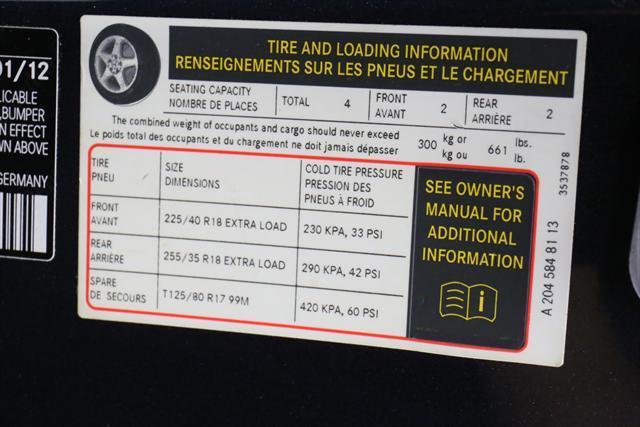 01/12
LICABLE
,BUMPER
N EFFECT
WN ABOVE
GERMANY
TIRE AND LOADING INFORMATION
RENSEIGNEMENTS SUR LES PNEUS ET LE CHARGEMENT
SEATING CAPACITY
NOMBRE DE PLACES
TOTAL 4
FRONT
AVANT 2
REAR
ARRIÈRE 2
The combined weight of occupants and cargo should never exceed
Le poids total des occupants et du chargement ne doit jamais dépasser
300 kg or 661 lbs.
kg ou lb.
TIRE
PNEU
SIZE
DIMENSIONS
COLD TIRE PRESSURE
PRESSION DES
PNEUS À FROID
FRONT
AVANT
225/40 R18 EXTRA LOAD
230 KPA, 33 PSI
REAR
ARRIÈRE
255/35 R18 EXTRA LOAD
290 KPA, 42 PSI
SPARE
DE SECOURS
T125/80 R17 99M
420 KPA, 60 PSI
SEE OWNER'S
MANUAL FOR
ADDITIONAL
INFORMATION
i
3537878
A 204 584 81 13